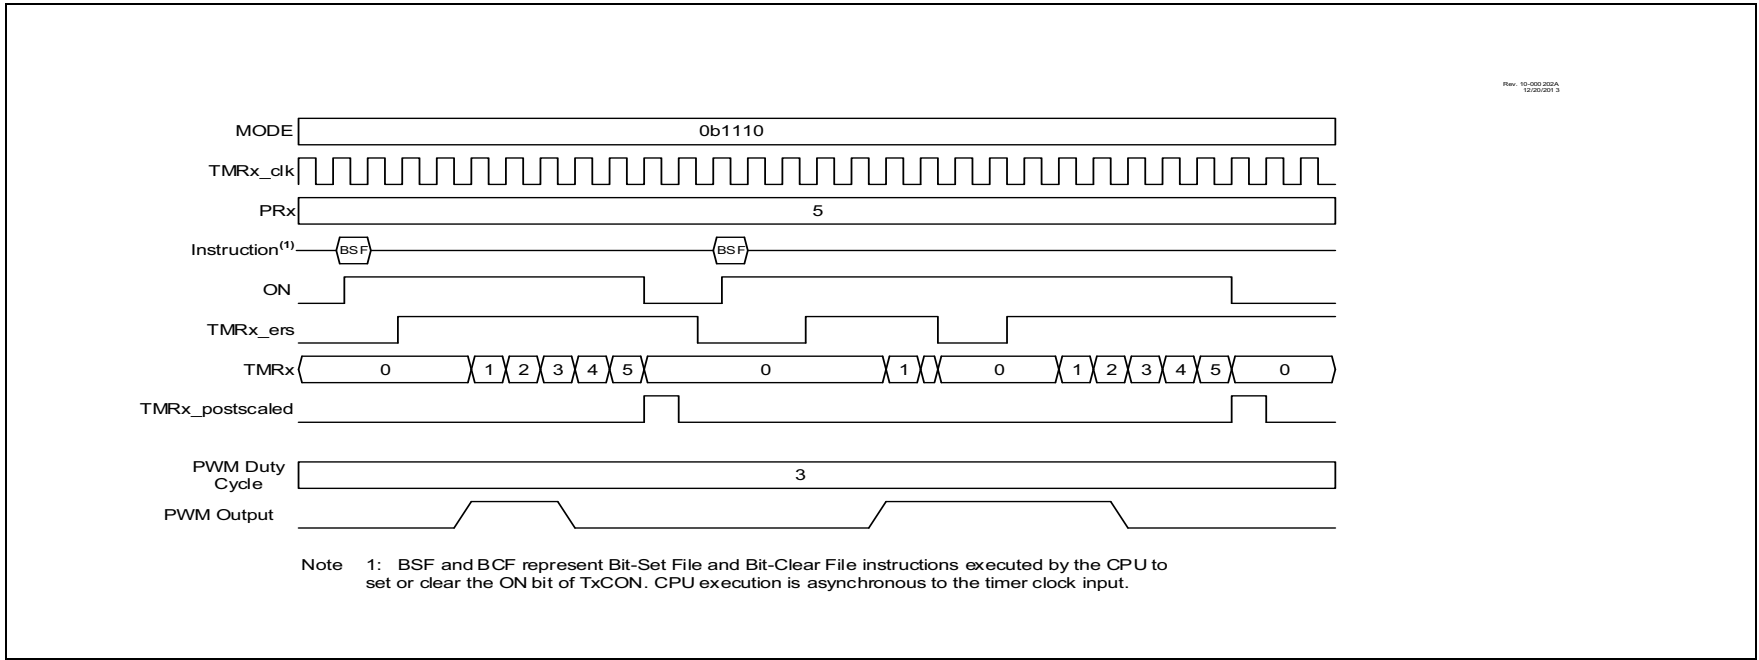 Rev. 10-000 202A
12/20/201 3
MODE 0b1110
TMRx_clk
PRx 5
Instruction(1) BSF BSF
ON
TMRx_ers
TMRx 0 1 2 3 4 5 0 1 0 1 2 3 4 5 0
TMRx_postscaled
PWM Duty
Cycle 3
PWM Output
Note 1: BSF and BCF represent Bit-Set File and Bit-Clear File instructions executed by the CPU to
set or clear the ON bit of TxCON. CPU execution is asynchronous to the timer clock input.